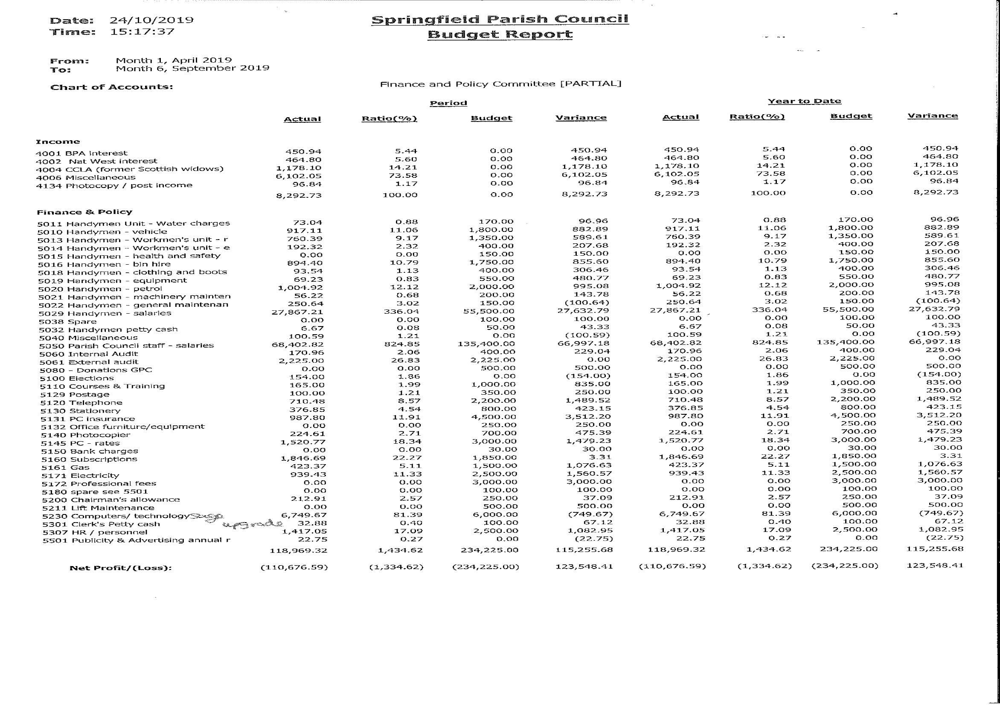 Date: 24/10/2019
Time: 15:17:37
Springfield Parish Council
Budget Report
From: Month 1, April 2019
To: Month 6, September 2019
Chart of Accounts: Finance and Policy Committee [PARTIAL]
Period Year to Date
Actual Ratio(%) Budget Variance Actual Ratio(%) Budget Variance
Income
4001 BPA interest 450.94 5.44 0.00 450.94 450.94 5.44 0.00 450.94
4002 Nat West interest 464.80 5.60 0.00 464.80 464.80 5.60 0.00 464.80
4004 CCLA (former Scottish widows) 1,178.10 14.21 0.00 1,178.10 1,178.10 14.21 0.00 1,178.10
4006 Miscellaneous 6,102.05 73.58 0.00 6,102.05 6,102.05 73.58 0.00 6,102.05
4134 Photocopy / post income 96.84 1.17 0.00 96.84 96.84 1.17 0.00 96.84
8,292.73 100.00 0.00 8,292.73 8,292.73 100.00 0.00 8,292.73
Finance & Policy
5011 Handymen Unit - Water charges 73.04 0.88 170.00 96.96 73.04 0.88 170.00 96.96
5010 Handymen - vehicle 917.11 11.06 1,800.00 882.89 917.11 11.06 1,800.00 882.89
5013 Handymen - Workmen's unit - r 760.39 9.17 1,350.00 589.61 760.39 9.17 1,350.00 589.61
5014 Handymen - Workmen's unit - e 192.32 2.32 400.00 207.68 192.32 2.32 400.00 207.68
5015 Handymen - health and safety 0.00 0.00 150.00 150.00 0.00 0.00 150.00 150.00
5016 Handymen - bin hire 894.40 10.79 1,750.00 855.60 894.40 10.79 1,750.00 855.60
5018 Handymen - clothing and boots 93.54 1.13 400.00 306.46 93.54 1.13 400.00 306.46
5019 Handymen - equipment 69.23 0.83 550.00 480.77 69.23 0.83 550.00 480.77
5020 Handymen - petrol 1,004.92 12.12 2,000.00 995.08 1,004.92 12.12 2,000.00 995.08
5021 Handymen - machinery mainten 56.22 0.68 200.00 143.78 56.22 0.68 200.00 143.78
5022 Handymen - general maintenan 250.64 3.02 150.00 (100.64) 250.64 3.02 150.00 (100.64)
5029 Handymen - salaries 27,867.21 336.04 55,500.00 27,632.79 27,867.21 336.04 55,500.00 27,632.79
5038 Spare 0.00 0.00 100.00 100.00 0.00 0.00 100.00 100.00
5032 Handymen petty cash 6.67 0.08 50.00 43.33 6.67 0.08 50.00 43.33
5040 Miscellaneous 100.59 1.21 0.00 (100.59) 100.59 1.21 0.00 (100.59)
5050 Parish Council staff - salaries 68,402.82 824.85 135,400.00 66,997.18 68,402.82 824.85 135,400.00 66,997.18
5060 Internal Audit 170.96 2.06 400.00 229.04 170.96 2.06 400.00 229.04
5061 External audit 2,225.00 26.83 2,225.00 0.00 2,225.00 26.83 2,225.00 0.00
5080 - Donations GPC 0.00 0.00 500.00 500.00 0.00 0.00 500.00 500.00
5100 Elections 154.00 1.86 0.00 (154.00) 154.00 1.86 0.00 (154.00)
5110 Courses & Training 165.00 1.99 1,000.00 835.00 165.00 1.99 1,000.00 835.00
5129 Postage 100.00 1.21 350.00 250.00 100.00 1.21 350.00 250.00
5120 Telephone 710.48 8.57 2,200.00 1,489.52 710.48 8.57 2,200.00 1,489.52
5130 Stationery 376.85 4.54 800.00 423.15 376.85 4.54 800.00 423.15
5131 PC insurance 987.80 11.91 4,500.00 3,512.20 987.80 11.91 4,500.00 3,512.20
5132 Office furniture/equipment 0.00 0.00 250.00 250.00 0.00 0.00 250.00 250.00
5140 Photocopier 224.61 2.71 700.00 475.39 224.61 2.71 700.00 475.39
5145 PC - rates 1,520.77 18.34 3,000.00 1,479.23 1,520.77 18.34 3,000.00 1,479.23
5150 Bank charges 0.00 0.00 30.00 30.00 0.00 0.00 30.00 30.00
5160 Subscriptions 1,846.69 22.27 1,850.00 3.31 1,846.69 22.27 1,850.00 3.31
5161 Gas 423.37 5.11 1,500.00 1,076.63 423.37 5.11 1,500.00 1,076.63
5171 Electricity 939.43 11.33 2,500.00 1,560.57 939.43 11.33 2,500.00 1,560.57
5172 Professional fees 0.00 0.00 3,000.00 3,000.00 0.00 0.00 3,000.00 3,000.00
5180 spare see 5501 0.00 0.00 100.00 100.00 0.00 0.00 100.00 100.00
5200 Chairman's allowance 212.91 2.57 250.00 37.09 212.91 2.57 250.00 37.09
5211 Lift Maintenance 0.00 0.00 500.00 500.00 0.00 0.00 500.00 500.00
5230 Computers/ technology Sage 6,749.67 81.39 6,000.00 (749.67) 6,749.67 81.39 6,000.00 (749.67)
5301 Clerk's Petty cash upgrade 32.88 0.40 100.00 67.12 32.88 0.40 100.00 67.12
5307 HR / personnel 1,417.05 17.09 2,500.00 1,082.95 1,417.05 17.09 2,500.00 1,082.95
5501 Publicity & Advertising annual r 22.75 0.27 0.00 (22.75) 22.75 0.27 0.00 (22.75)
118,969.32 1,434.62 234,225.00 115,255.68 118,969.32 1,434.62 234,225.00 115,255.68
Net Profit/(Loss): (110,676.59) (1,334.62) (234,225.00) 123,548.41 (110,676.59) (1,334.62) (234,225.00) 123,548.41